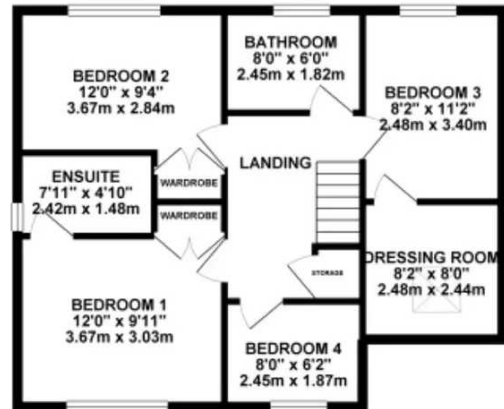 BEDROOM 2
12'0" x 9'4"
3.67m x 2.84m
BATHROOM
8'0" x 6'0"
2.45m x 1.82m
BEDROOM 3
8'2" x 11'2"
2.48m x 3.40m
ENSUITE
7'11" x 4'10"
2.42m x 1.48m
WARDROBE
WARDROBE
LANDING
STORAGE
DRESSING ROOM
8'2" x 8'0"
2.48m x 2.44m
BEDROOM 1
12'0" x 9'11"
3.67m x 3.03m
BEDROOM 4
8'0" x 6'2"
2.45m x 1.87m